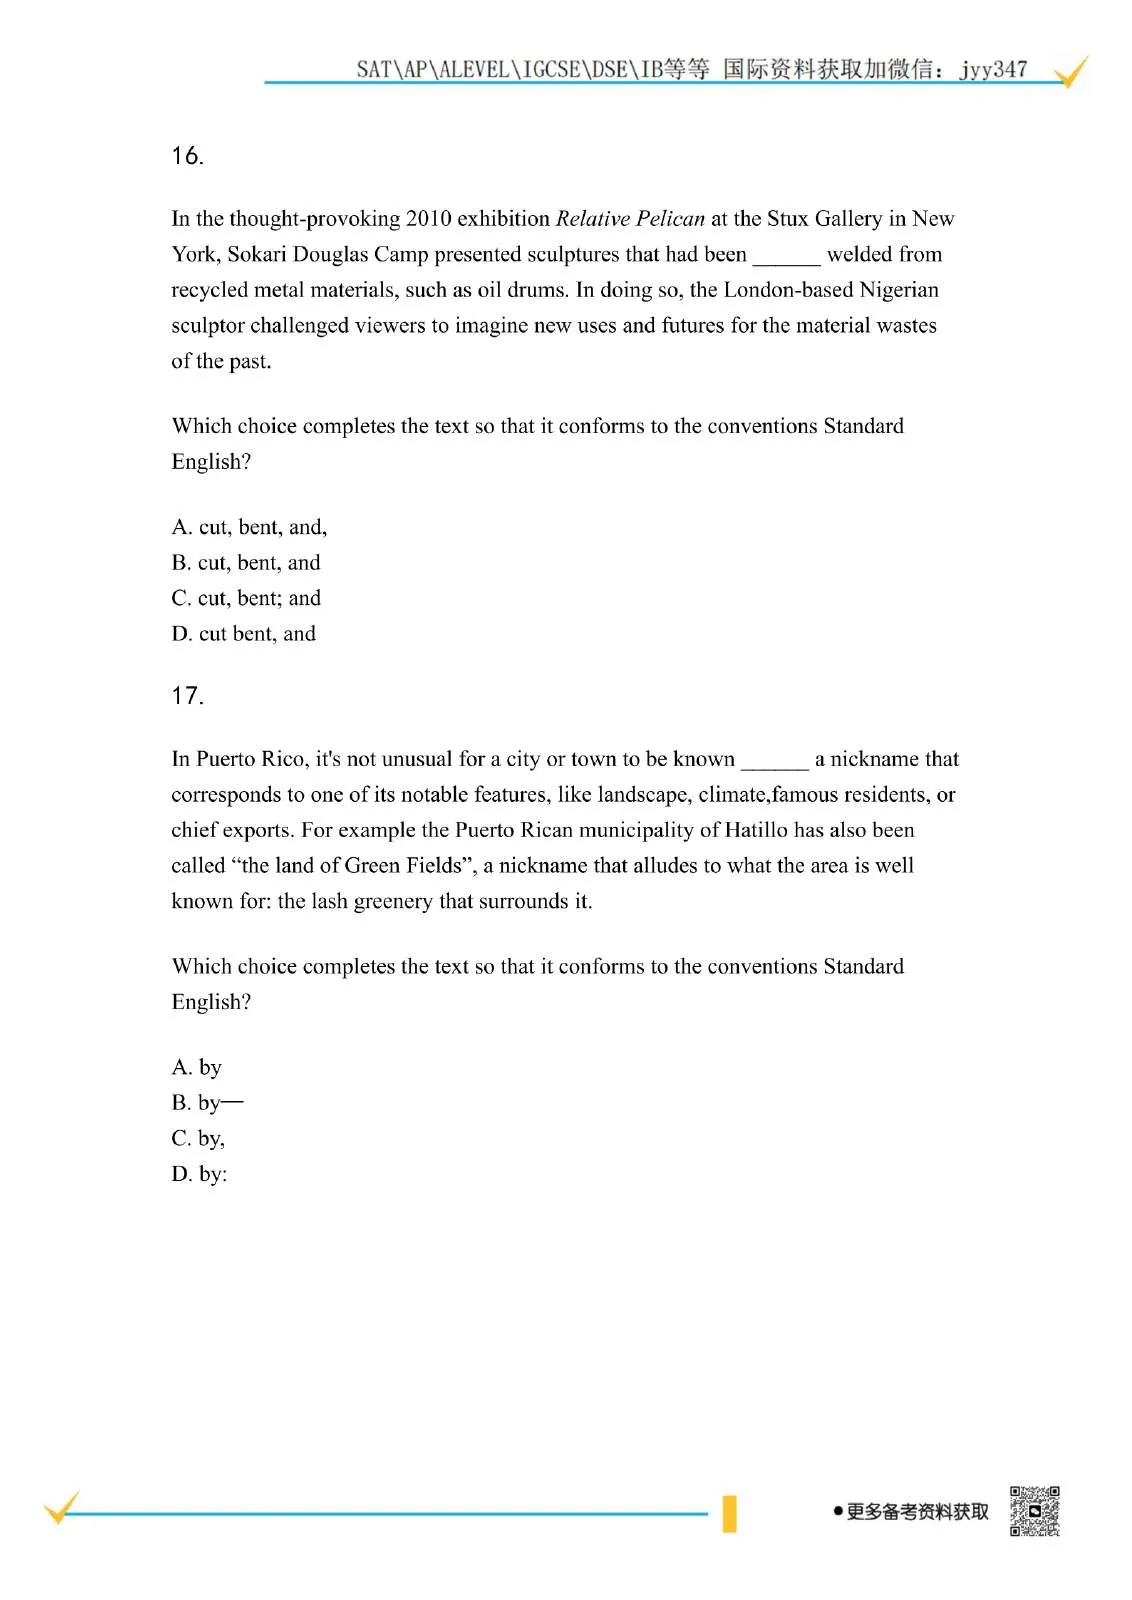 SAT\AP\ALEVEL\IGCSE\DSE\IB等等 国际资料获取加微信：jyy347
16.
In the thought-provoking 2010 exhibition Relative Pelican at the Stux Gallery in New
York, Sokari Douglas Camp presented sculptures that had been ______ welded from
recycled metal materials, such as oil drums. In doing so, the London-based Nigerian
sculptor challenged viewers to imagine new uses and futures for the material wastes
of the past.
Which choice completes the text so that it conforms to the conventions Standard
English?
A. cut, bent, and,
B. cut, bent, and
C. cut, bent; and
D. cut bent, and
17.
In Puerto Rico, it's not unusual for a city or town to be known ______ a nickname that
corresponds to one of its notable features, like landscape, climate,famous residents, or
chief exports. For example the Puerto Rican municipality of Hatillo has also been
called “the land of Green Fields”, a nickname that alludes to what the area is well
known for: the lash greenery that surrounds it.
Which choice completes the text so that it conforms to the conventions Standard
English?
A. by
B. by—
C. by,
D. by:
●更多备考资料获取